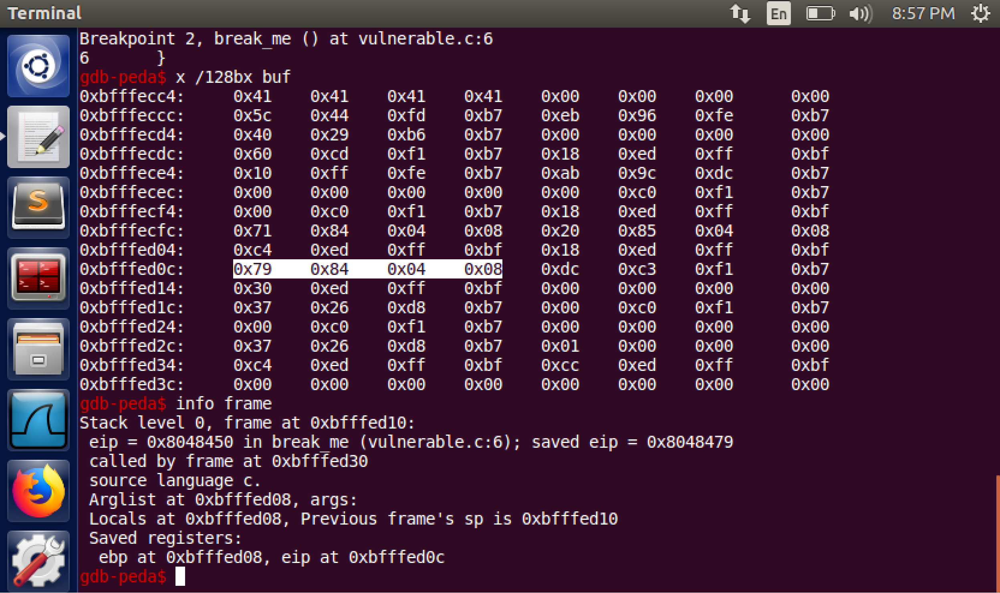 Terminal En 8:57 PM
Breakpoint 2, break_me () at vulnerable.c:6
6       }
gdb-peda$ x /128bx buf
0xbfffecc4: 0x41 0x41 0x41 0x41 0x00 0x00 0x00 0x00
0xbfffeccc: 0x5c 0x44 0xfd 0xb7 0xeb 0x96 0xfe 0xb7
0xbfffecd4: 0x40 0x29 0xb6 0xb7 0x00 0x00 0x00 0x00
0xbfffecdc: 0x60 0xcd 0xf1 0xb7 0x18 0xed 0xff 0xbf
0xbfffece4: 0x10 0xff 0xfe 0xb7 0xab 0x9c 0xdc 0xb7
0xbfffecec: 0x00 0x00 0x00 0x00 0x00 0xc0 0xf1 0xb7
0xbfffecf4: 0x00 0xc0 0xf1 0xb7 0x18 0xed 0xff 0xbf
0xbfffecfc: 0x71 0x84 0x04 0x08 0x20 0x85 0x04 0x08
0xbfffed04: 0xc4 0xed 0xff 0xbf 0x18 0xed 0xff 0xbf
0xbfffed0c: 0x79 0x84 0x04 0x08 0xdc 0xc3 0xf1 0xb7
0xbfffed14: 0x30 0xed 0xff 0xbf 0x00 0x00 0x00 0x00
0xbfffed1c: 0x37 0x26 0xd8 0xb7 0x00 0xc0 0xf1 0xb7
0xbfffed24: 0x00 0xc0 0xf1 0xb7 0x00 0x00 0x00 0x00
0xbfffed2c: 0x37 0x26 0xd8 0xb7 0x01 0x00 0x00 0x00
0xbfffed34: 0xc4 0xed 0xff 0xbf 0xcc 0xed 0xff 0xbf
0xbfffed3c: 0x00 0x00 0x00 0x00 0x00 0x00 0x00 0x00
gdb-peda$ info frame
Stack level 0, frame at 0xbfffed10:
 eip = 0x8048450 in break_me (vulnerable.c:6); saved eip = 0x8048479
 called by frame at 0xbfffed30
 source language c.
 Arglist at 0xbfffed08, args:
 Locals at 0xbfffed08, Previous frame's sp is 0xbfffed10
 Saved registers:
  ebp at 0xbfffed08, eip at 0xbfffed0c
gdb-peda$